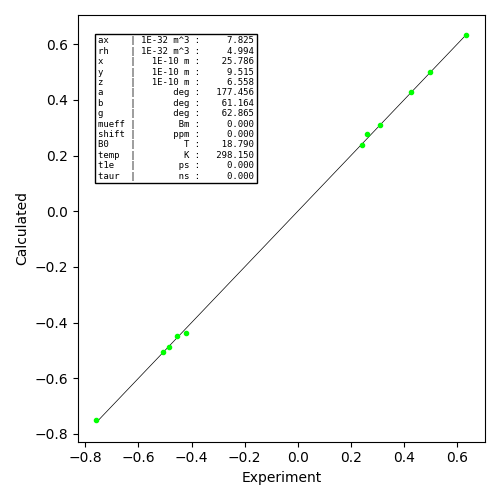 ax | 1E-32 m^3 : 7.825
rh | 1E-32 m^3 : 4.994
x | 1E-10 m : 25.786
y | 1E-10 m : 9.515
z | 1E-10 m : 6.558
a | deg : 177.456
b | deg : 61.164
g | deg : 62.865
mueff | Bm : 0.000
shift | ppm : 0.000
B0 | T : 18.790
temp | K : 298.150
t1e | ps : 0.000
taur | ns : 0.000
0.6
0.4
0.2
0.0
−0.2
−0.4
−0.6
−0.8
Calculated
−0.8 −0.6 −0.4 −0.2 0.0 0.2 0.4 0.6
Experiment